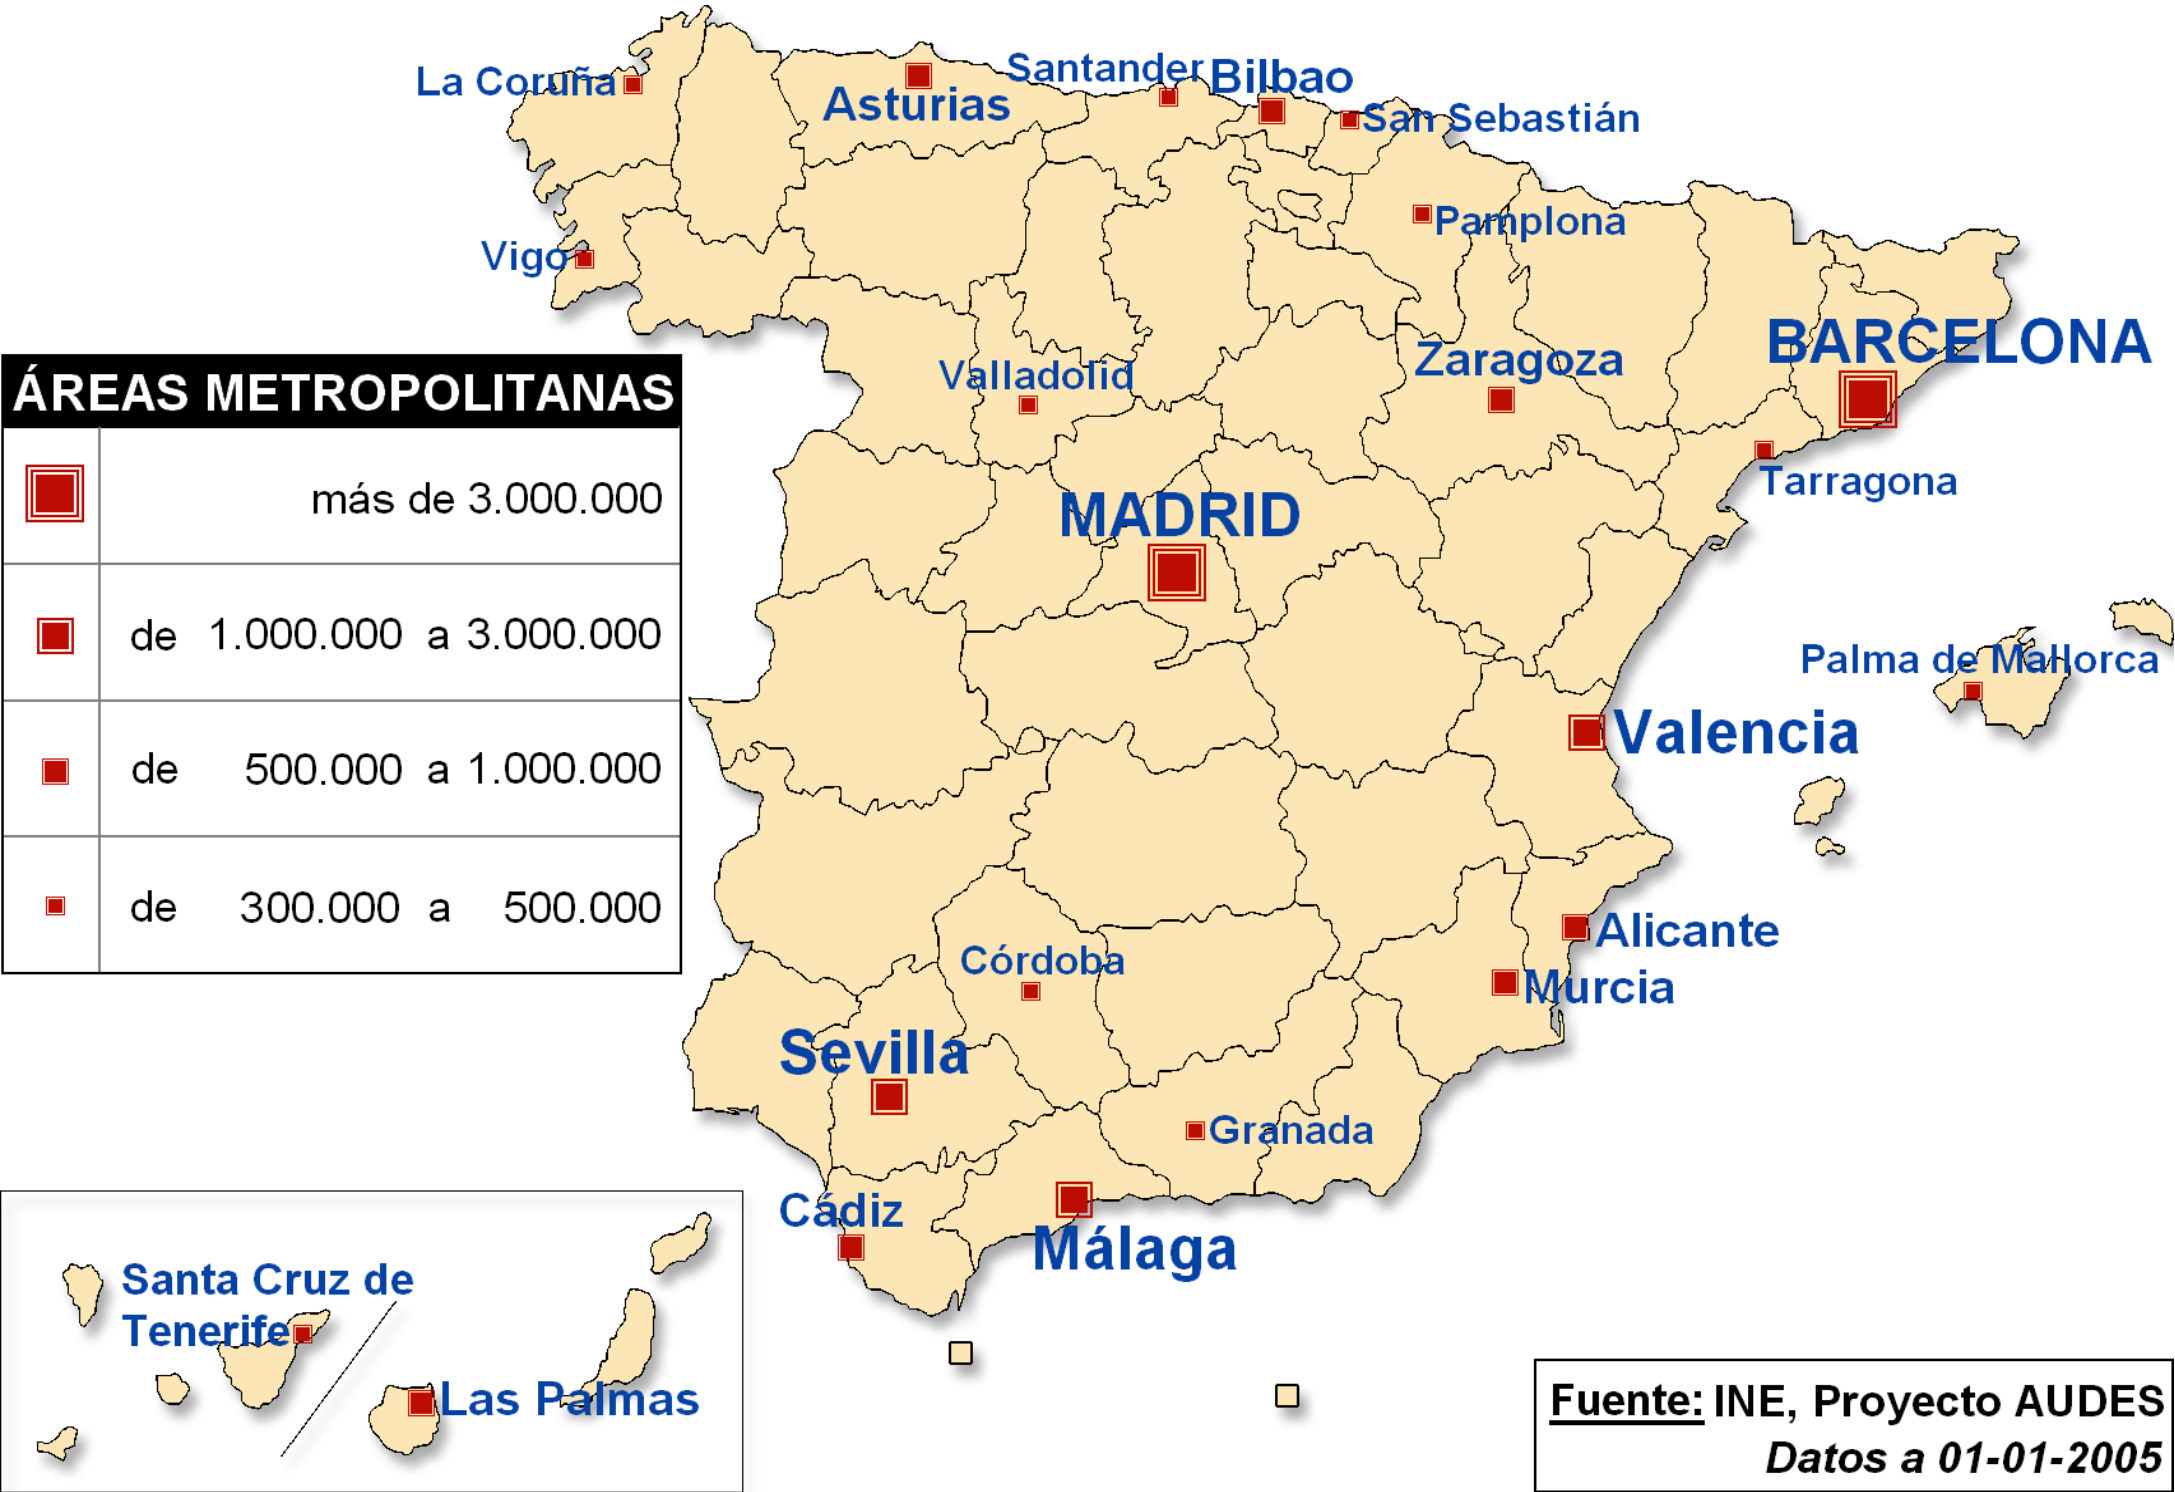 La Coruña
Asturias
Santander
Bilbao
San Sebastián
Pamplona
Vigo
BARCELONA
Zaragoza
Valladolid
Tarragona
MADRID
Palma de Mallorca
Valencia
Alicante
Murcia
Córdoba
Sevilla
Granada
Cádiz
Málaga
ÁREAS METROPOLITANAS
más de 3.000.000
de 1.000.000 a 3.000.000
de 500.000 a 1.000.000
de 300.000 a 500.000
Santa Cruz de
Tenerife
Las Palmas
Fuente: INE, Proyecto AUDES
Datos a 01-01-2005